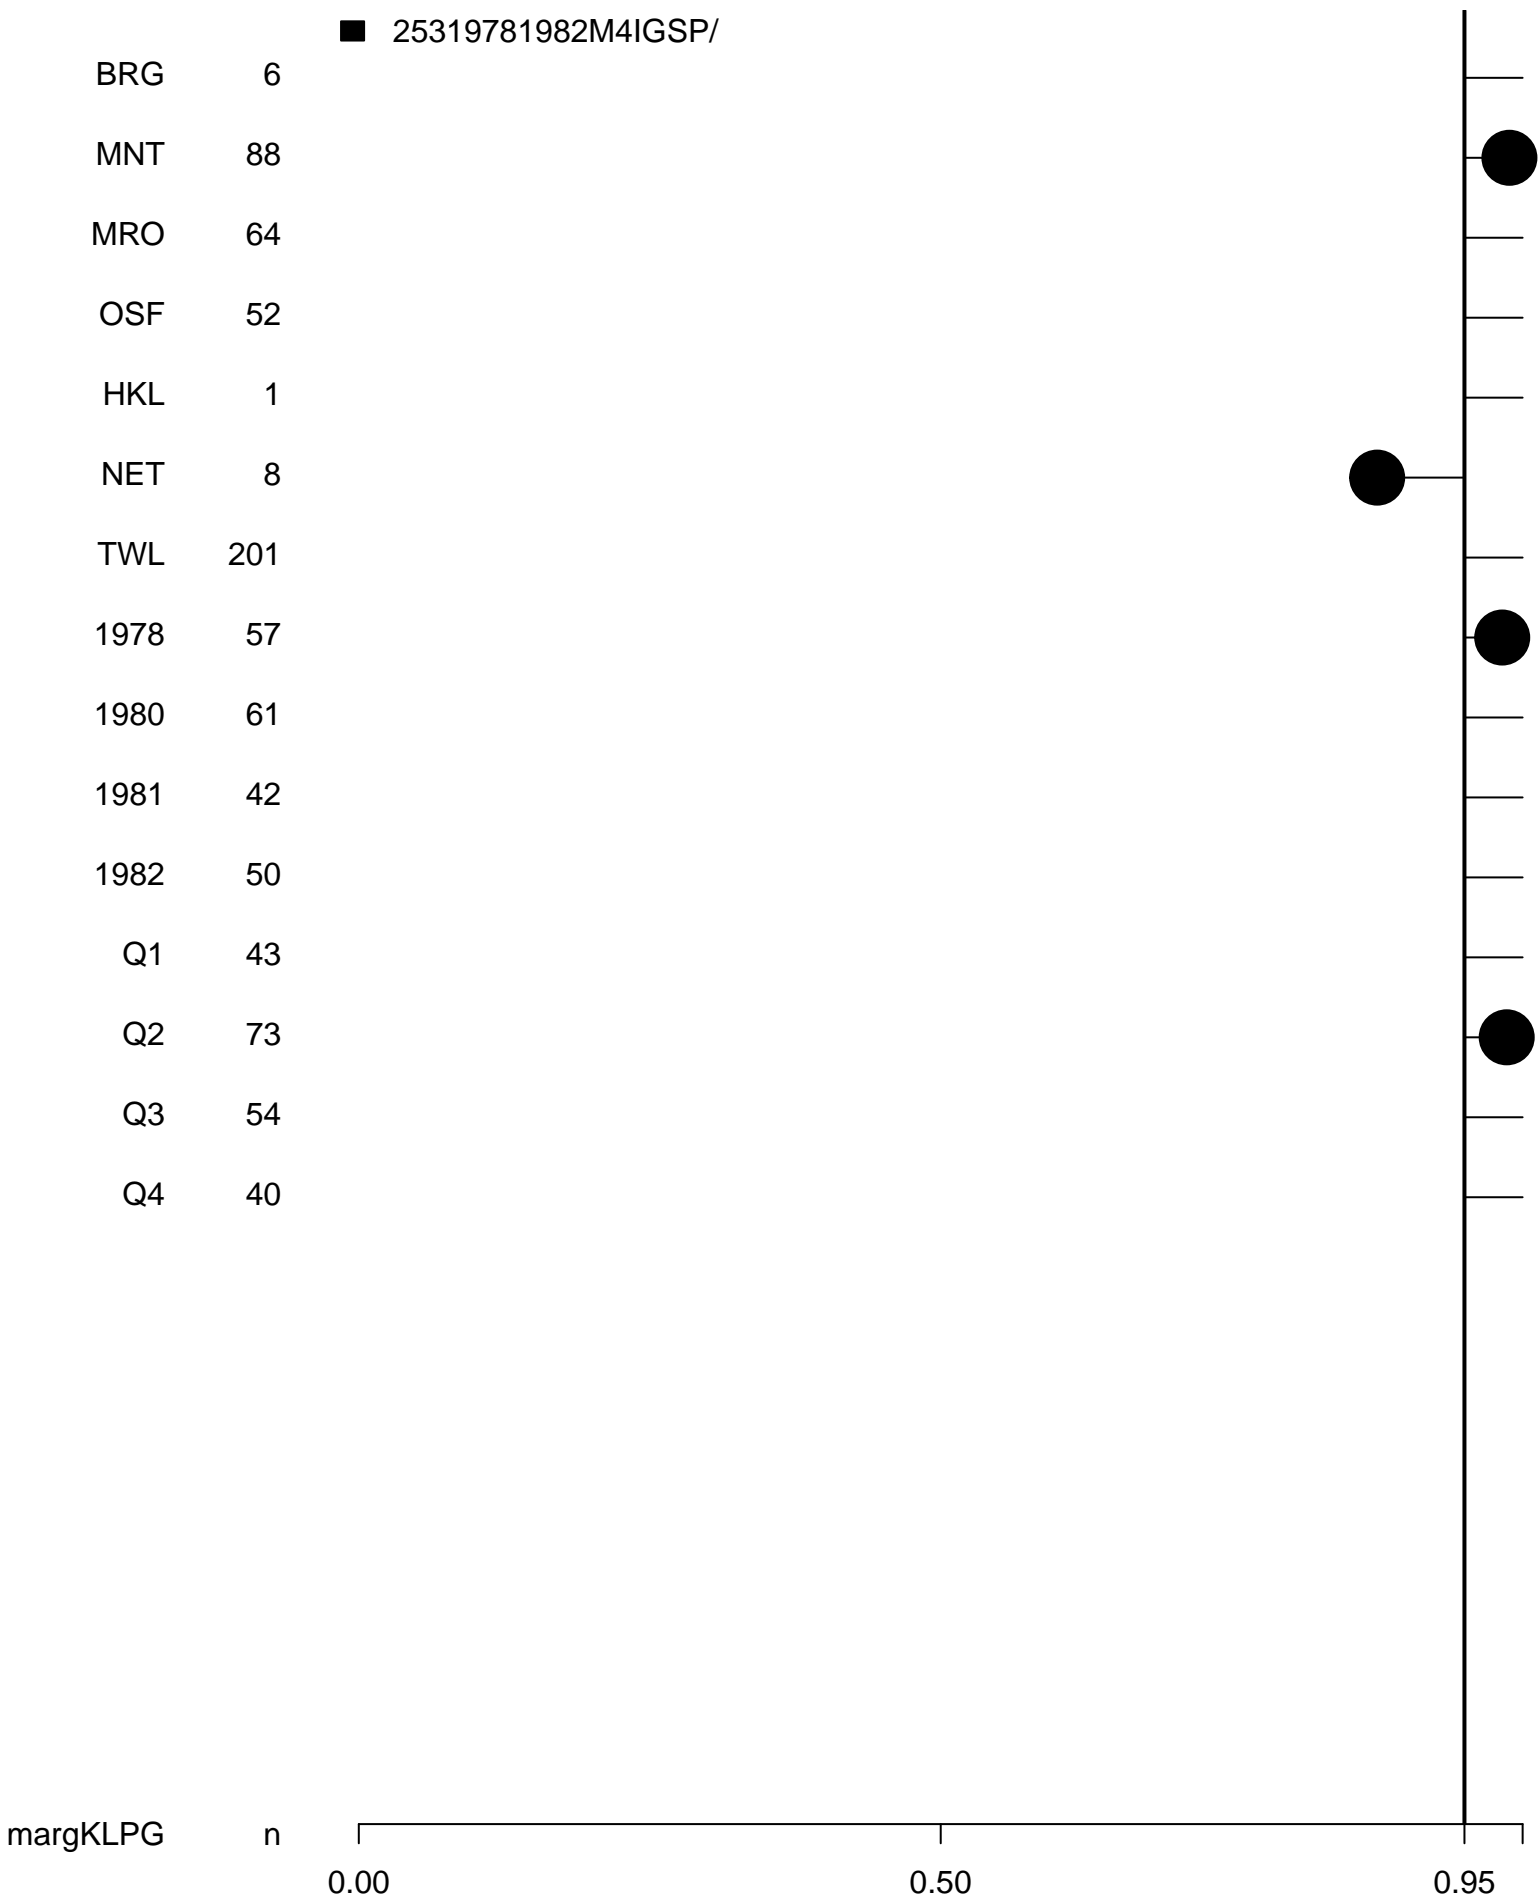 25319781982M4IGSP/
BRG 6
MNT 88
MRO 64
OSF 52
HKL 1
NET 8
TWL 201
1978 57
1980 61
1981 42
1982 50
Q1 43
Q2 73
Q3 54
Q4 40
margKLPG n
0.00 0.50 0.95